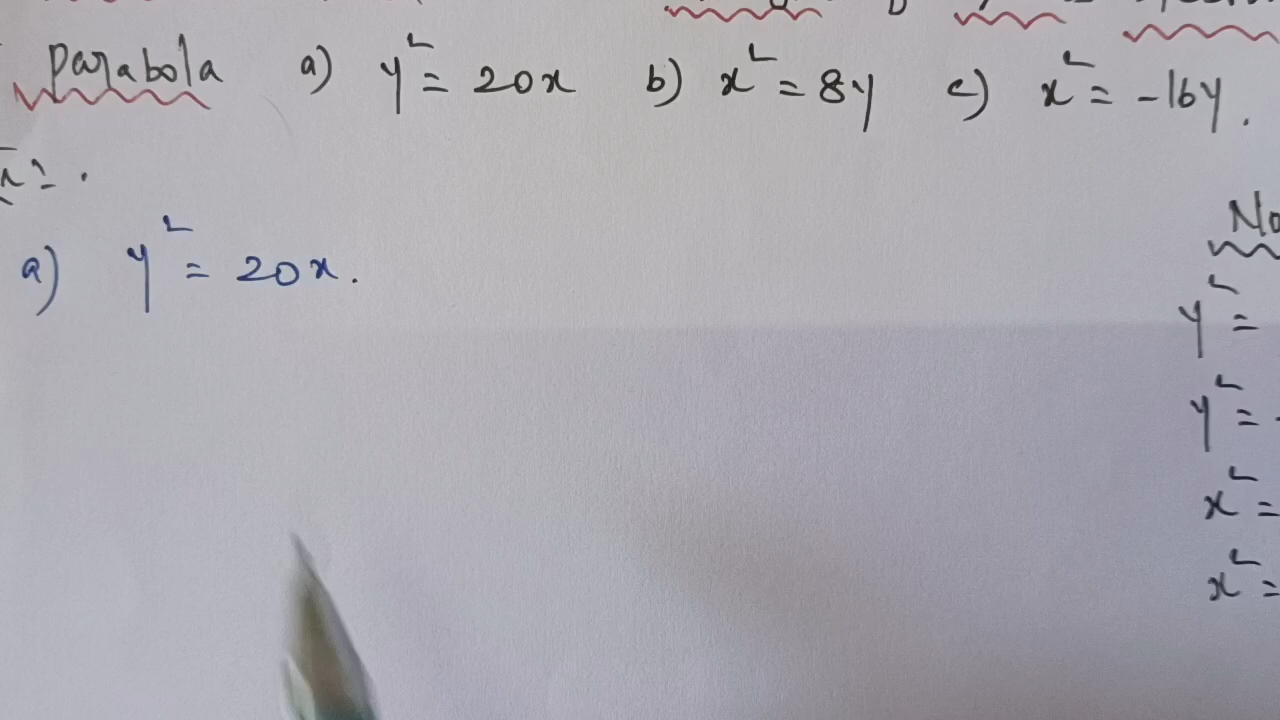 Parabola a) y² = 20x b) x² = 8y c) x² = -16y.
a) y² = 20x.
y² =
y² = -
x² =
x² =